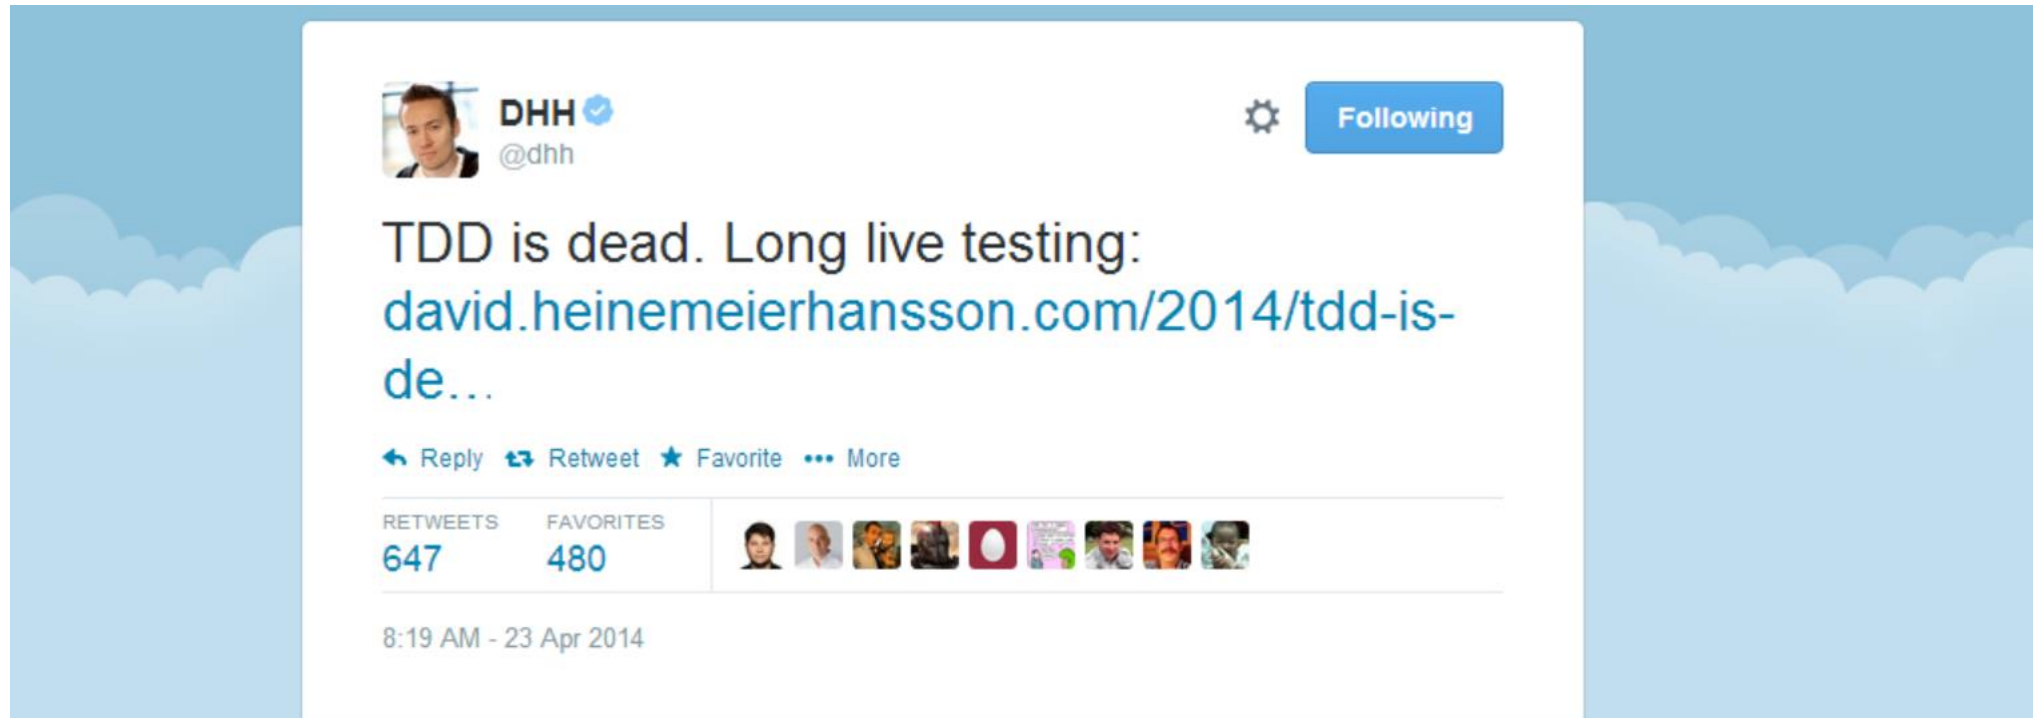 DHH
@dhh
Following
TDD is dead. Long live testing:
david.heinemeierhansson.com/2014/tdd-is-
de...
Reply Retweet Favorite More
RETWEETS FAVORITES
647 480
8:19 AM - 23 Apr 2014